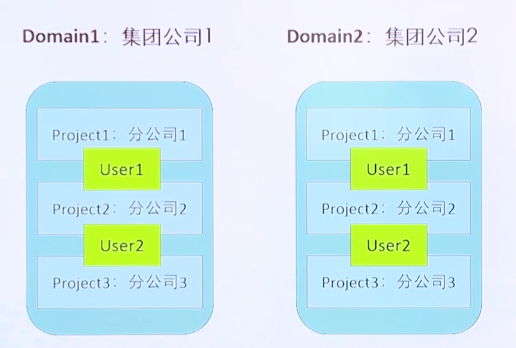 Domain1：集团公司1
Domain2：集团公司2
Project1：分公司1
User1
Project2：分公司2
User2
Project3：分公司3
Project1：分公司1
User1
Project2：分公司2
User2
Project3：分公司3